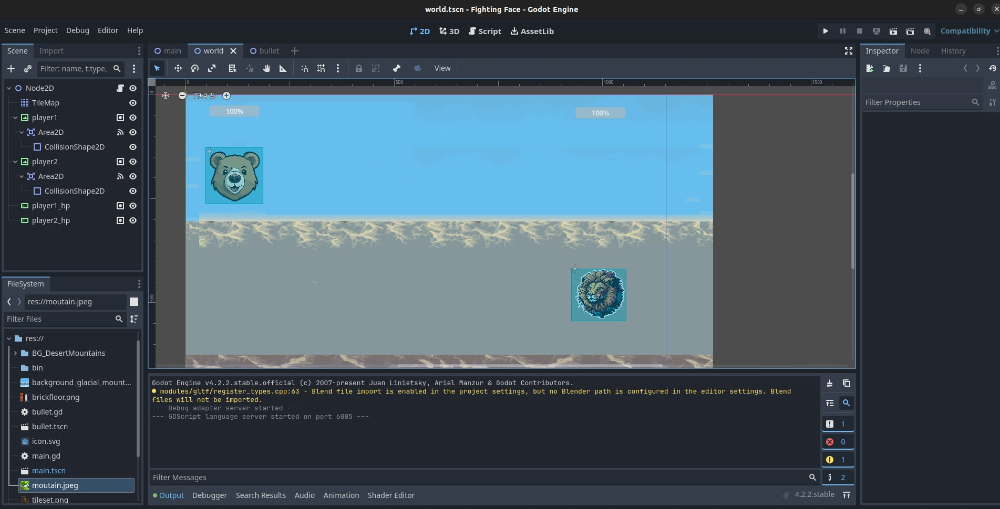 world.tscn - Fighting Face - Godot Engine
Scene Project Debug Editor Help
2D 3D Script AssetLib
Compatibility
Scene Import
Filter: name, t:type,
Node2D
TileMap
player1
Area2D
CollisionShape2D
player2
Area2D
CollisionShape2D
player1_hp
player2_hp
FileSystem
res://moutain.jpeg
Filter Files
res://
BG_DesertMountains
bin
background_glacial_mount...
brickfloor.png
bullet.gd
bullet.tscn
icon.svg
main.gd
main.tscn
moutain.jpeg
tileset.png
main world bullet
View
0 500 1000 1500
0
500
79.4 %
100%
100%
Godot Engine v4.2.2.stable.official (c) 2007-present Juan Linietsky, Ariel Manzur & Godot Contributors.
modules/gltf/register_types.cpp:63 - Blend file import is enabled in the project settings, but no Blender path is configured in the editor settings. Blend
files will not be imported.
--- Debug adapter server started ---
--- GDScript language server started on port 6005 ---
1
0
1
2
Filter Messages
Output Debugger Search Results Audio Animation Shader Editor
4.2.2.stable
Inspector Node History
DOC
Filter Properties